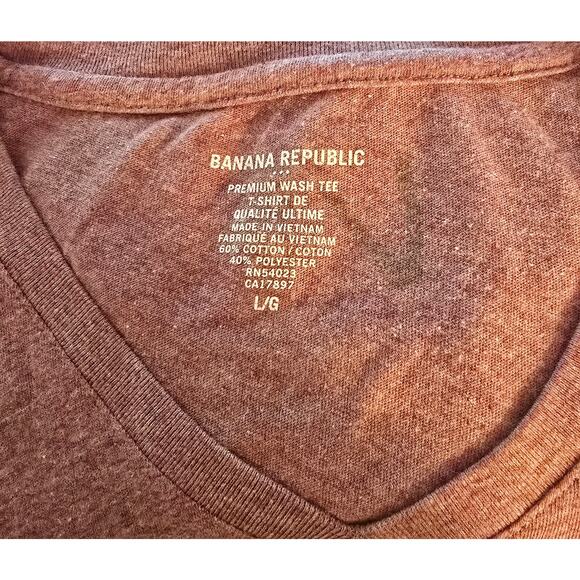 BANANA REPUBLIC
PREMIUM WASH TEE
T-SHIRT DE
QUALITÉ ULTIME
MADE IN VIETNAM
FABRIQUÉ AU VIETNAM
60% COTTON / COTON
40% POLYESTER
RN54023
CA17897
L/G